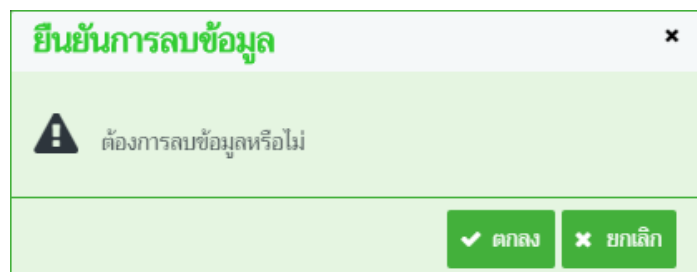 ยืนยันการลบข้อมูล
ต้องการลบข้อมูลหรือไม่
ตกลง ยกเลิก